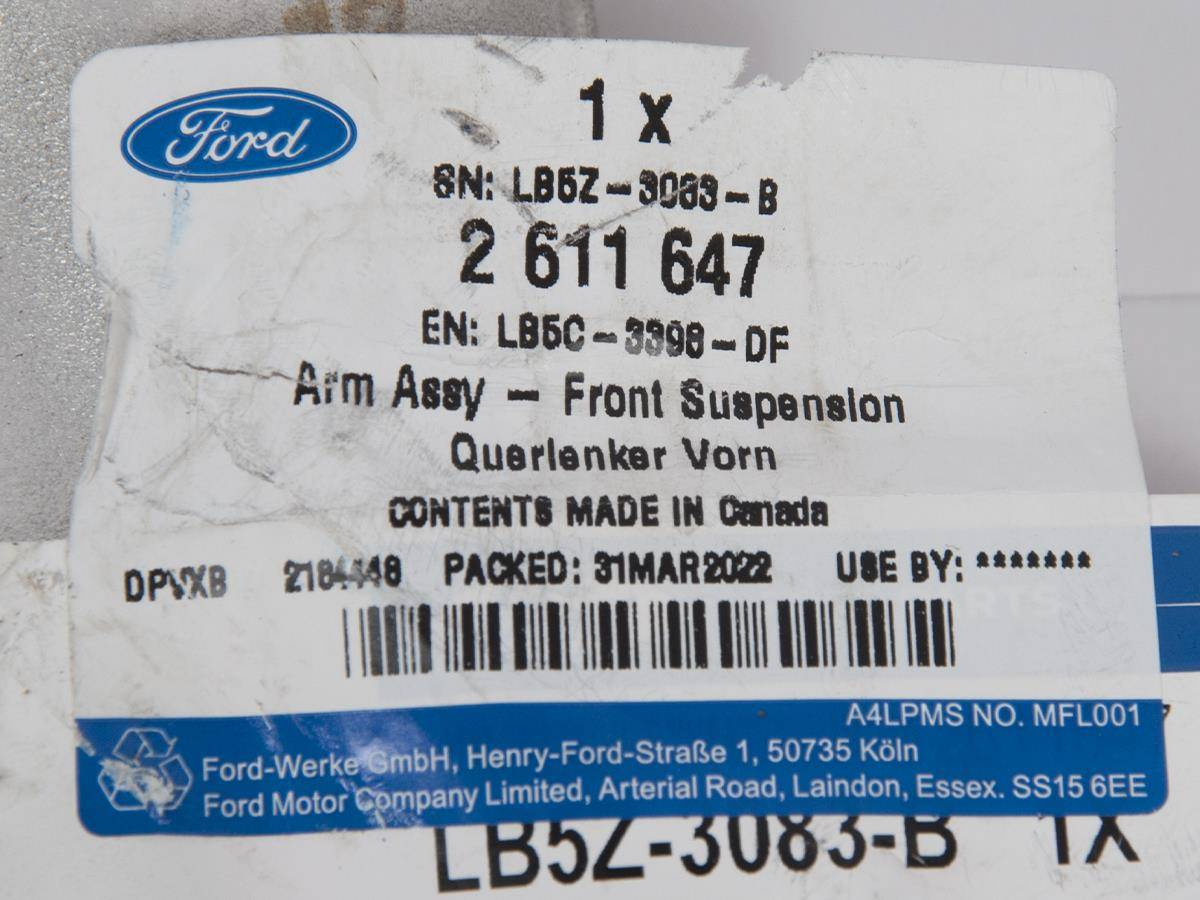 Ford
1 x
SN: LB5Z-3083-B
2 611 647
EN: LB5C-3398-DF
Arm Assy - Front Suspension
Querlenker Vorn
CONTENTS MADE IN Canada
DPVXB 2184448 PACKED: 31MAR2022 USE BY: *******
A4LPMS NO. MFL001
Ford-Werke GmbH, Henry-Ford-Straße 1, 50735 Köln
Ford Motor Company Limited, Arterial Road, Laindon, Essex. SS15 6EE
LB5Z-3083-B 1X